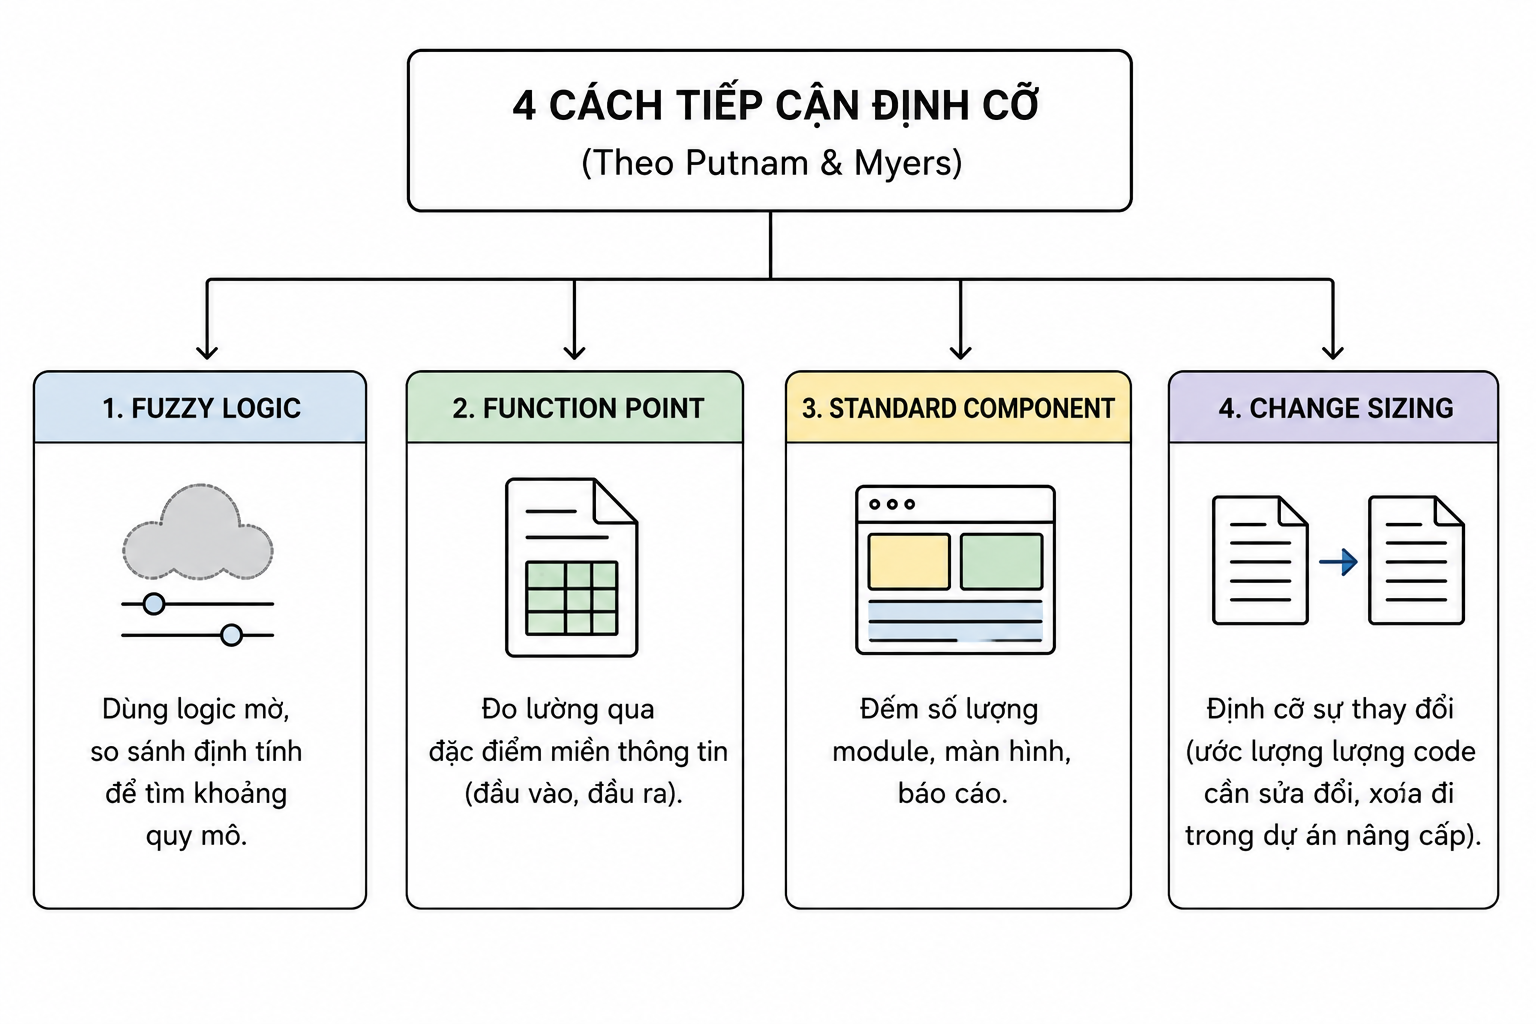 4 CÁCH TIẾP CẬN ĐỊNH CỠ
(Theo Putnam & Myers)
1. FUZZY LOGIC
Dùng logic mờ,
so sánh định tính
để tìm khoảng
quy mô.
2. FUNCTION POINT
Đo lường qua
đặc điểm miền thông tin
(đầu vào, đầu ra).
3. STANDARD COMPONENT
Đếm số lượng
module, màn hình,
báo cáo.
4. CHANGE SIZING
Định cỡ sự thay đổi
(ước lượng lượng code
cần sửa đổi, xoía đi
trong dự án nâng cấp).